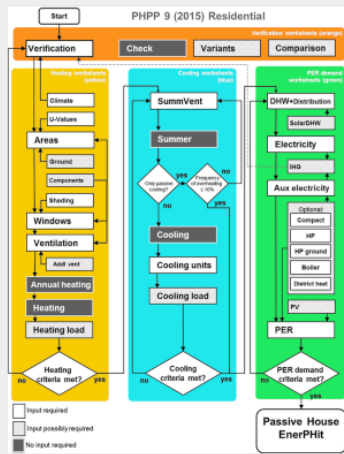 PHPP 9 (2015) Residential
Start
Verification worksheets (orange)
Verification
Check
Variants
Comparison
Heating worksheets
(yellow)
Climate
U-Values
Areas
Ground
Components
Shading
Windows
Ventilation
Addl vent
Annual heating
Heating
Heating load
Heating
criteria met?
no
yes
Cooling worksheets
(blue)
SummVent
Summer
Only passive
cooling?
Frequency
of overheating
≤ 10%
yes
no
no
yes
Cooling
Cooling units
Cooling load
Cooling
criteria met?
no
yes
PER demand
worksheets (green)
DHW+Distribution
SolarDHW
Electricity
IHG
Aux electricity
Optional:
Compact
HP
HP ground
Boiler
District heat
PV
PER
PER demand
criteria met?
no
yes
Passive House
EnerPHit
Input required
Input possibly required
No input required